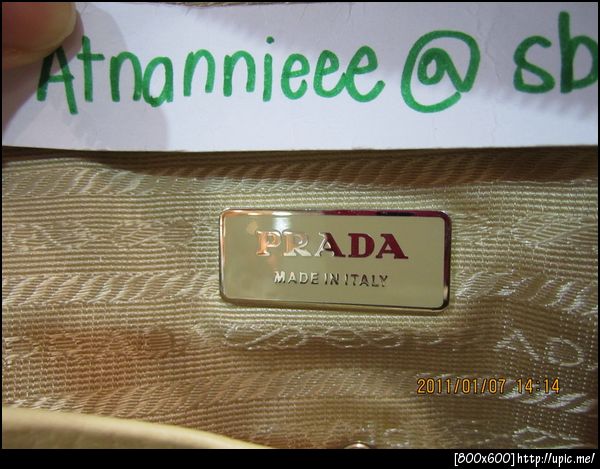 Atnannieee @ sb
PRADA
MADE IN ITALY
2011/01/07 14:14
[800x600]http://upic.me/